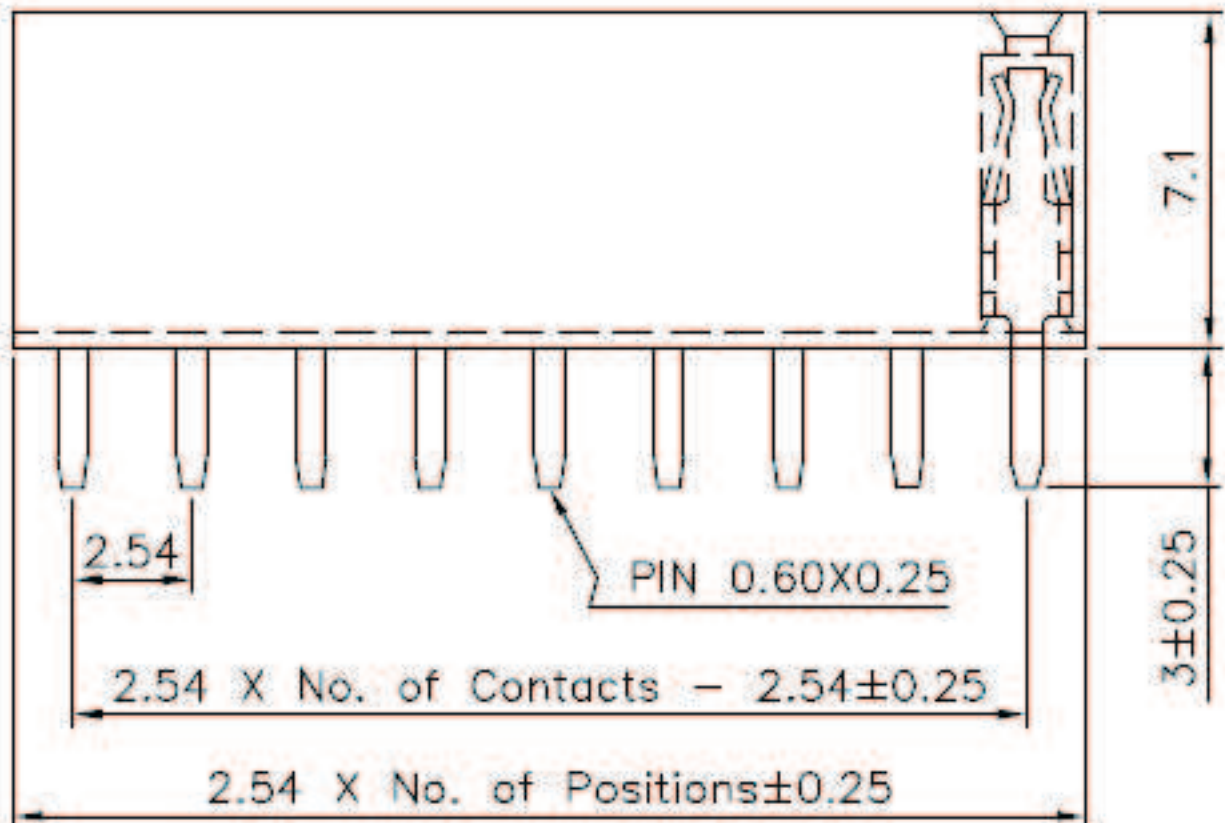 7.1
2.54
PIN 0.60X0.25
3±0.25
2.54 X No. of Contacts - 2.54±0.25
2.54 X No. of Positions±0.25